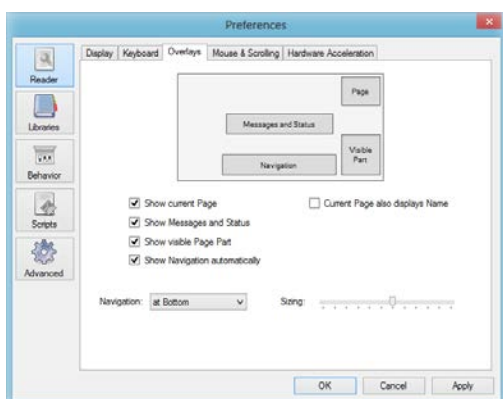 Preferences
Display Keyboard Overlays Mouse & Scrolling Hardware Acceleration
Reader
Libraries
Behavior
Scripts
Advanced
Page
Messages and Status
Visible
Part
Navigation
Show current Page
Current Page also displays Name
Show Messages and Status
Show visible Page Part
Show Navigation automatically
Navigation: at Bottom
Sizing:
OK Cancel Apply